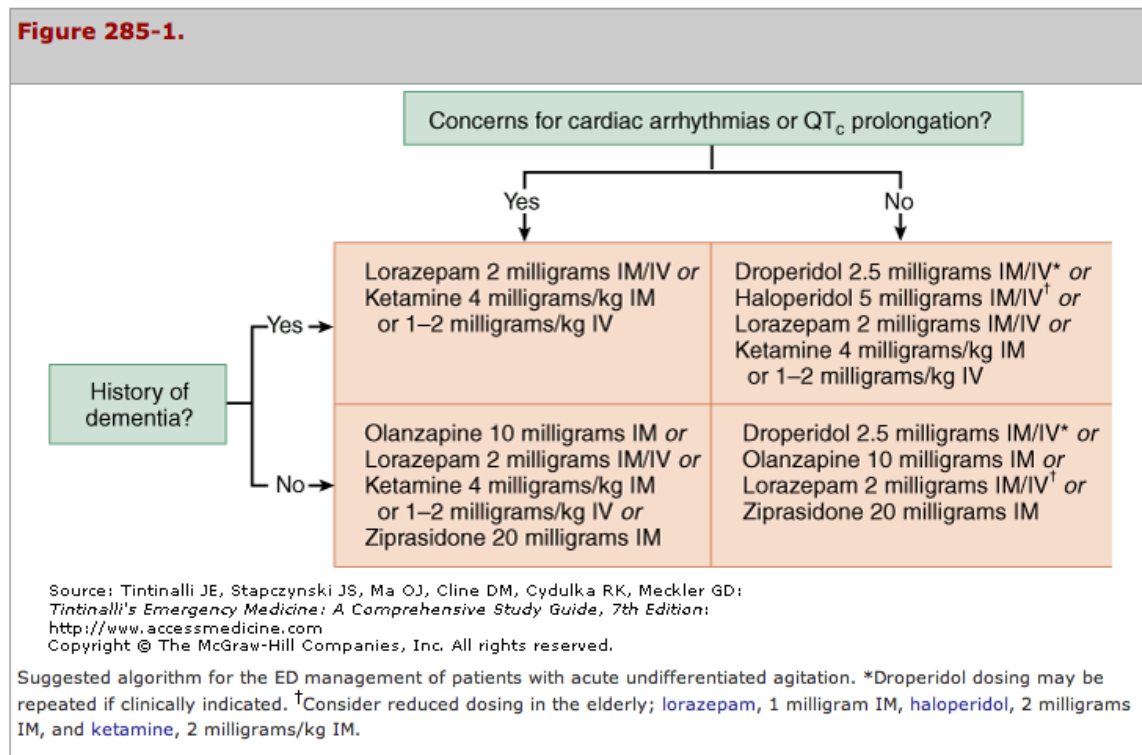 Figure 285-1.
Concerns for cardiac arrhythmias or QTc prolongation?
Yes
No
History of
dementia?
Yes
Lorazepam 2 milligrams IM/IV or
Ketamine 4 milligrams/kg IM
or 1–2 milligrams/kg IV
Droperidol 2.5 milligrams IM/IV* or
Haloperidol 5 milligrams IM/IV† or
Lorazepam 2 milligrams IM/IV or
Ketamine 4 milligrams/kg IM
or 1–2 milligrams/kg IV
No
Olanzapine 10 milligrams IM or
Lorazepam 2 milligrams IM/IV or
Ketamine 4 milligrams/kg IM
or 1–2 milligrams/kg IV or
Ziprasidone 20 milligrams IM
Droperidol 2.5 milligrams IM/IV* or
Olanzapine 10 milligrams IM or
Lorazepam 2 milligrams IM/IV† or
Ziprasidone 20 milligrams IM
Source: Tintinalli JE, Stapczynski JS, Ma OJ, Cline DM, Cydulka RK, Meckler GD:
Tintinalli's Emergency Medicine: A Comprehensive Study Guide, 7th Edition:
http://www.accessmedicine.com
Copyright © The McGraw-Hill Companies, Inc. All rights reserved.
Suggested algorithm for the ED management of patients with acute undifferentiated agitation. *Droperidol dosing may be
repeated if clinically indicated. †Consider reduced dosing in the elderly; lorazepam, 1 milligram IM, haloperidol, 2 milligrams
IM, and ketamine, 2 milligrams/kg IM.